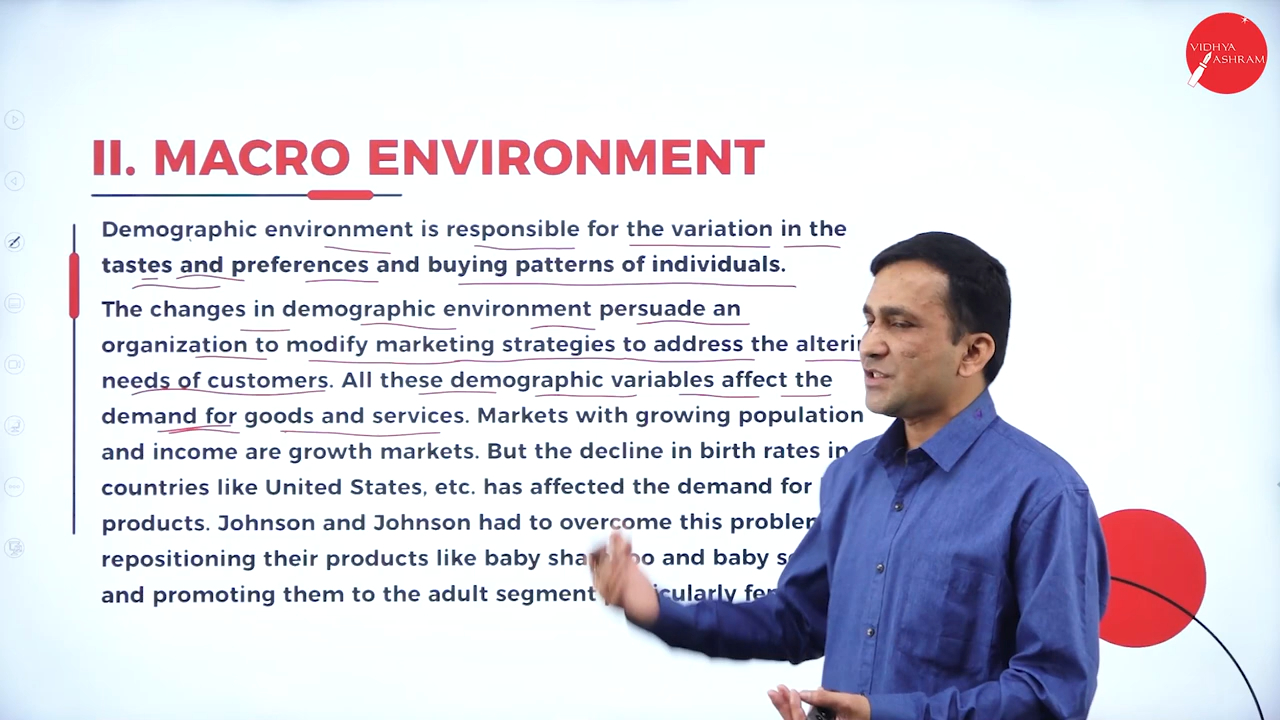 VIDHYA
ASHRAM
II. MACRO ENVIRONMENT
Demographic environment is responsible for the variation in the
tastes and preferences and buying patterns of individuals.
The changes in demographic environment persuade an
organization to modify marketing strategies to address the
needs of customers. All these demographic variables affect the
demand for goods and services. Markets with growing population
and income are growth markets. But the decline in birth rates in
countries like United States, etc. has affected the demand for
products. Johnson and Johnson had to overcome this
repositioning their products like baby and baby
and promoting them to the adult segment